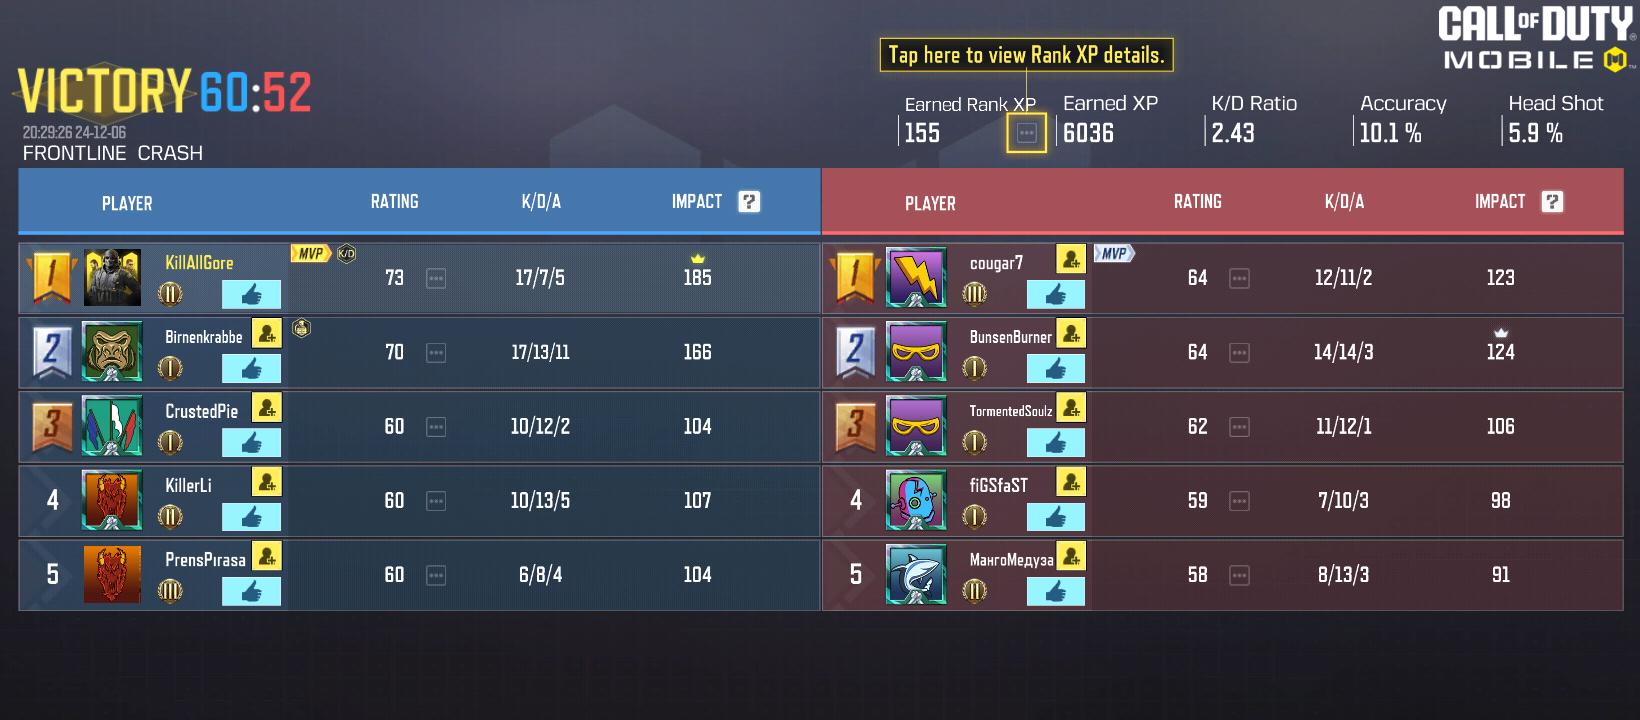 CALL OF DUTY
MOBILE
Tap here to view Rank XP details.
VICTORY 60:52
20:29:26 24-12-06
FRONTLINE CRASH
Earned Rank XP Earned XP K/D Ratio Accuracy Head Shot
155 6036 2.43 10.1 % 5.9 %
PLAYER RATING K/D/A IMPACT ?
1 KillAllGore II MVP K/D 73 17/7/5 185
2 Birnenkrabbe I 70 17/13/11 166
3 CrustedPie I 60 10/12/2 104
4 KillerLi II 60 10/13/5 107
5 PrensPırasa III 60 6/8/4 104
PLAYER RATING K/D/A IMPACT ?
1 cougar7 III MVP 64 12/11/2 123
2 BunsenBurner I 64 14/14/3 124
3 TormentedSoulz I 62 11/12/1 106
4 fiGSfaST I 59 7/10/3 98
5 МангоМедуза II 58 8/13/3 91